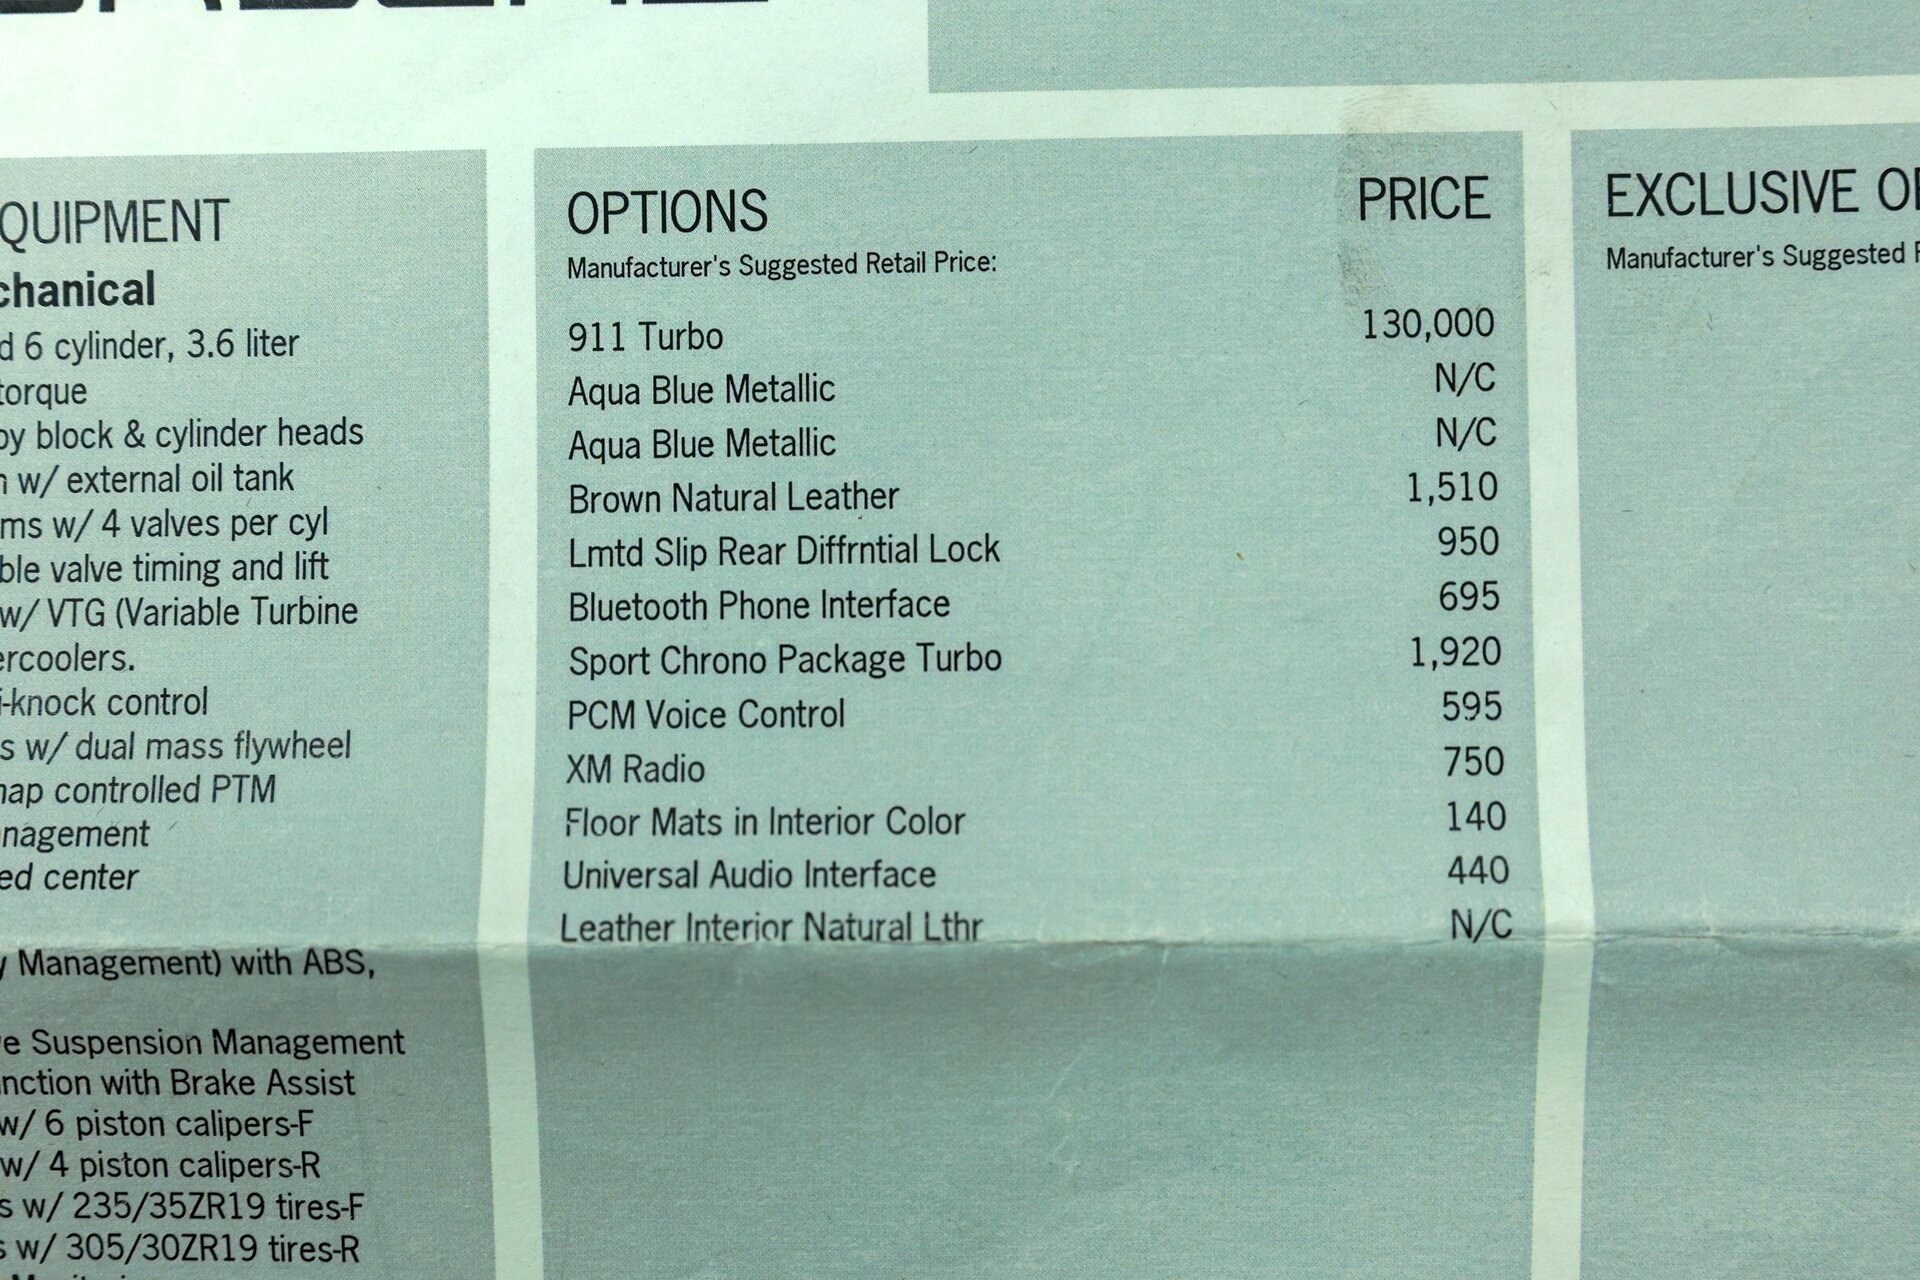 QUIPMENT
chanical
d 6 cylinder, 3.6 liter
torque
oy block & cylinder heads
w/ external oil tank
ms w/ 4 valves per cyl
ble valve timing and lift
w/ VTG (Variable Turbine
ercoolers.
i-knock control
s w/ dual mass flywheel
map controlled PTM
nagement
ed center
y Management) with ABS,
ve Suspension Management
nction with Brake Assist
w/ 6 piston calipers-F
w/ 4 piston calipers-R
s w/ 235/35ZR19 tires-F
s w/ 305/30ZR19 tires-R
OPTIONS PRICE
Manufacturer's Suggested Retail Price:
911 Turbo 130,000
Aqua Blue Metallic N/C
Aqua Blue Metallic N/C
Brown Natural Leather 1,510
Lmtd Slip Rear Diffrntial Lock 950
Bluetooth Phone Interface 695
Sport Chrono Package Turbo 1,920
PCM Voice Control 595
XM Radio 750
Floor Mats in Interior Color 140
Universal Audio Interface 440
Leather Interior Natural Lthr N/C
EXCLUSIVE OP
Manufacturer's Suggested R